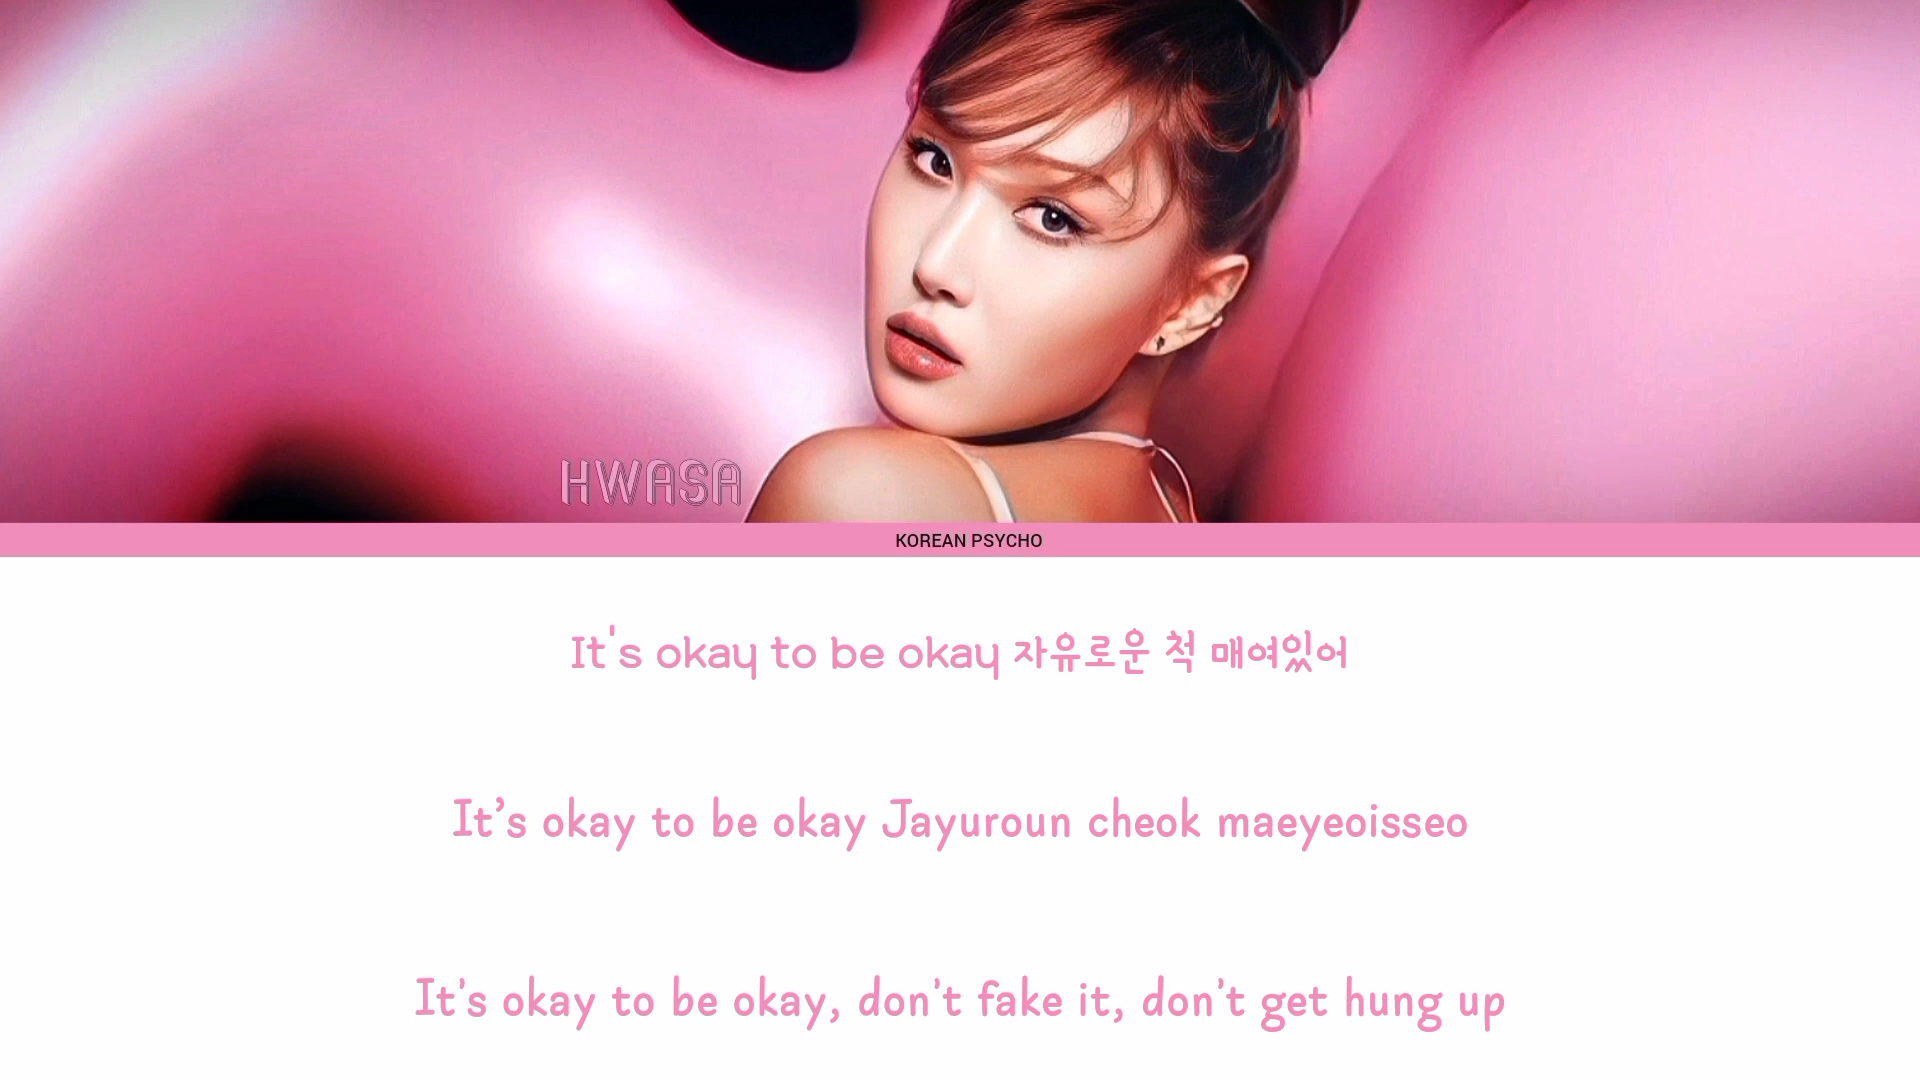 HWASA
KOREAN PSYCHO
It's okay to be okay 자유로운 척 매여있어
It’s okay to be okay Jayuroun cheok maeyeoisseo
It's okay to be okay, don't fake it, don't get hung up